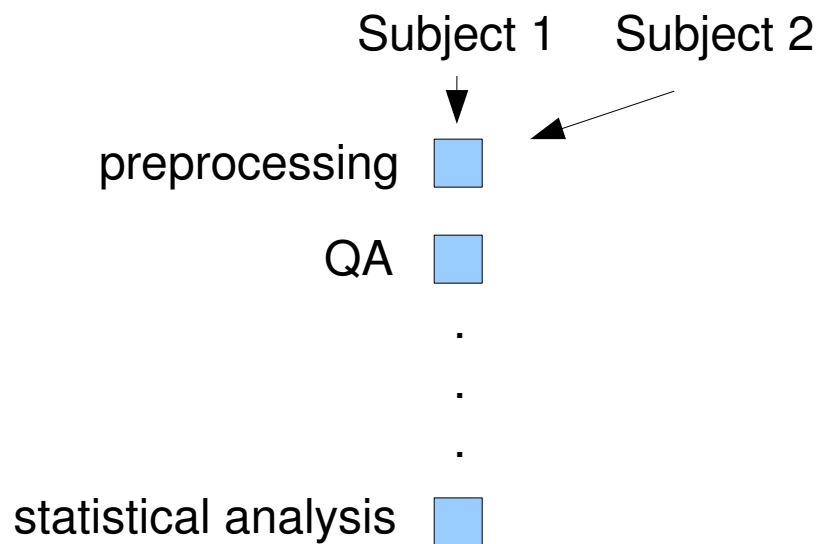 Subject 1 Subject 2
preprocessing
QA
.
.
.
statistical analysis